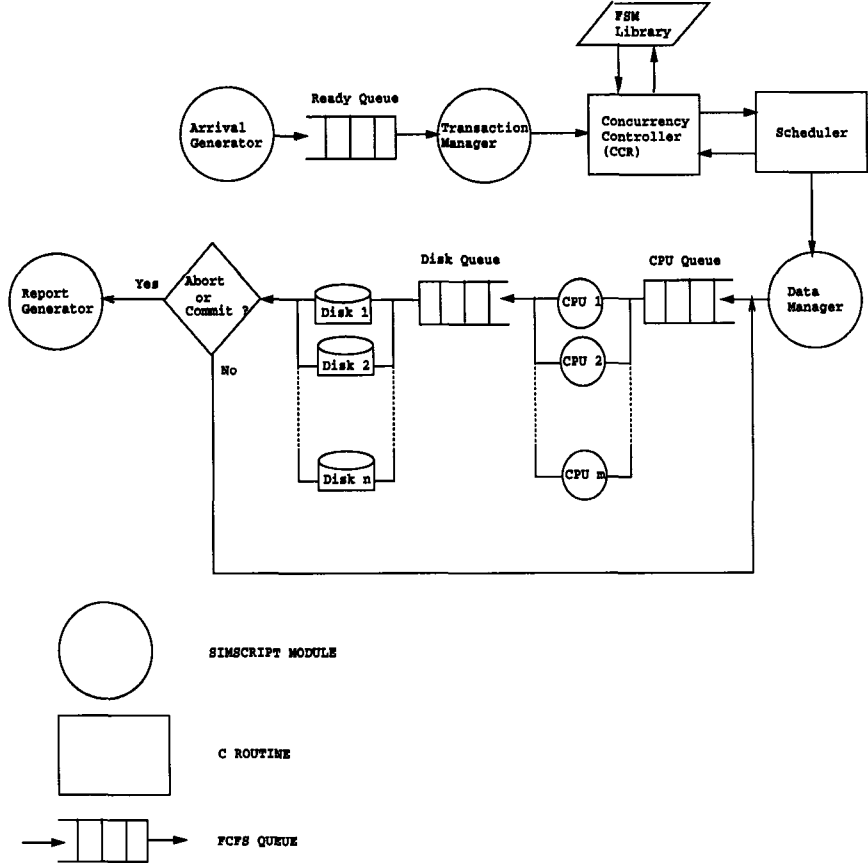 FSM
Library
Ready Queue
Arrival
Generator
Transaction
Manager
Concurrency
Controller
(CCR)
Scheduler
Disk Queue
CPU Queue
Report
Generator
Yes
Abort
or
Commit ?
No
Disk 1
Disk 2
Disk n
CPU 1
CPU 2
CPU m
Data
Manager
SIMSCRIPT MODULE
C ROUTINE
FCFS QUEUE